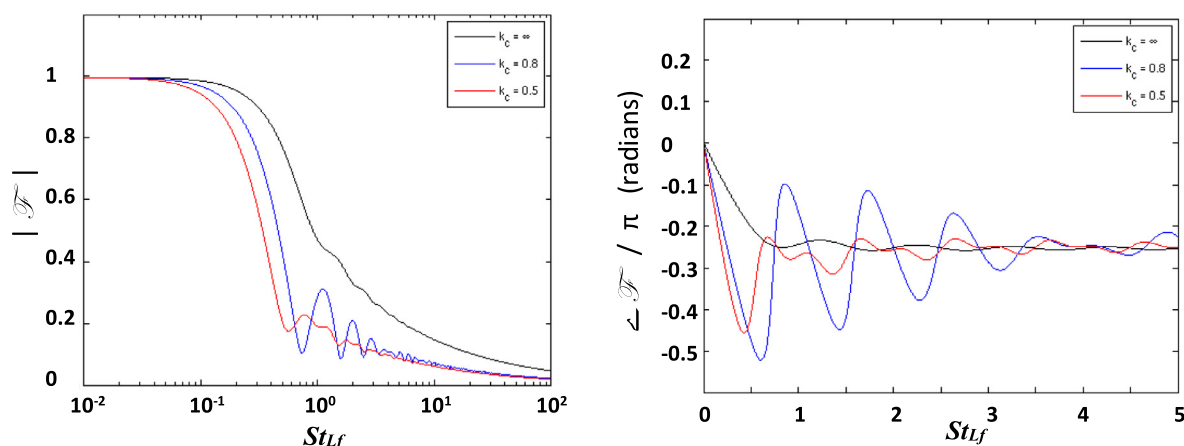 k_c = ∞
k_c = 0.8
k_c = 0.5
1
0.8
0.6
0.4
0.2
0
| ℱ |
10^-2
10^-1
10^0
10^1
10^2
St_Lf
k_c = ∞
k_c = 0.8
k_c = 0.5
0.2
0.1
0
-0.1
-0.2
-0.3
-0.4
-0.5
∠ ℱ / π (radians)
0
1
2
3
4
5
St_Lf